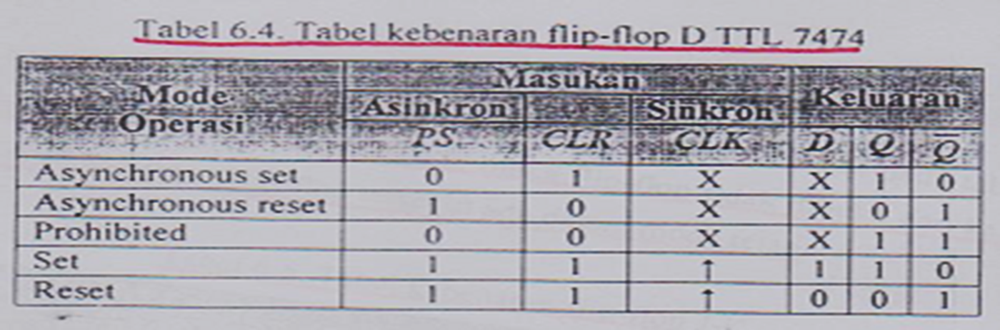 Tabel 6.4. Tabel kebenaran flip-flop D TTL 7474
Mode Operasi Masukan Keluaran
Asinkron Sinkron
PS CLR CLK D Q Q̅
Asynchronous set 0 1 X X 1 0
Asynchronous reset 1 0 X X 0 1
Prohibited 0 0 X X 1 1
Set 1 1 ↑ 1 1 0
Reset 1 1 ↑ 0 0 1